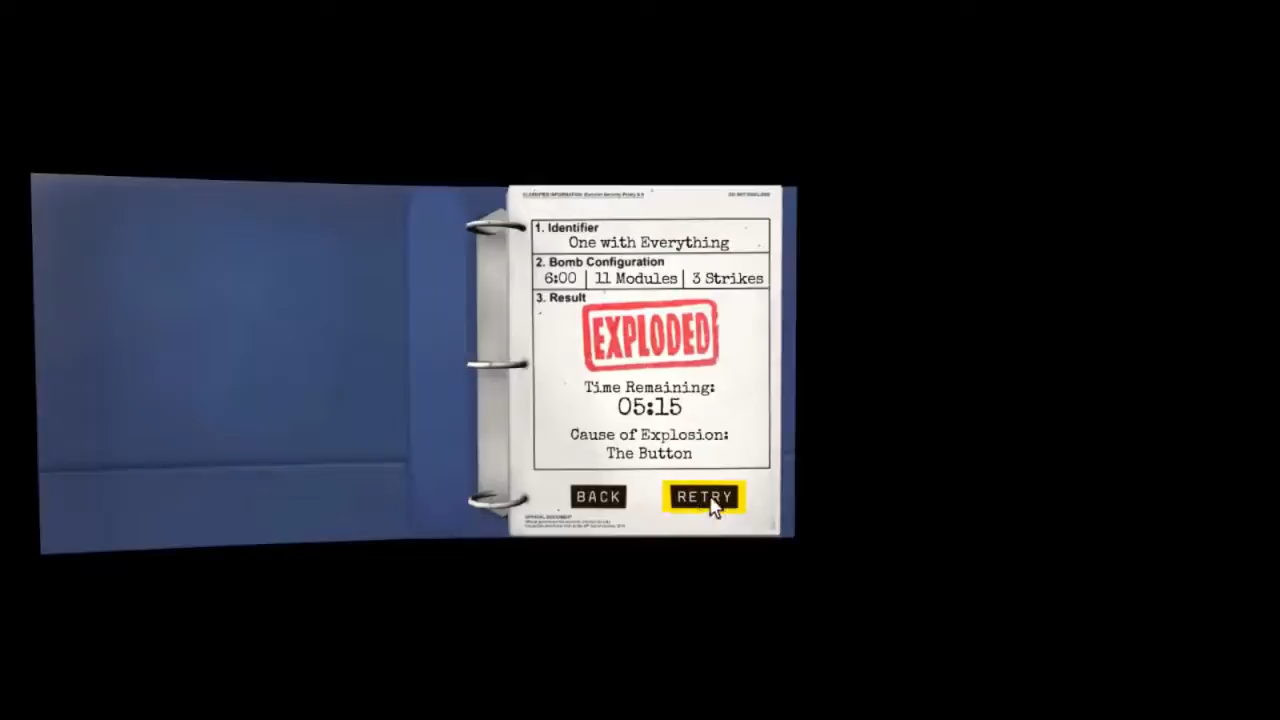 1. Identifier
One with Everything
2. Bomb Configuration
6:00 | 11 Modules | 3 Strikes
3. Result
EXPLODED
Time Remaining:
05:15
Cause of Explosion:
The Button
BACK RETRY